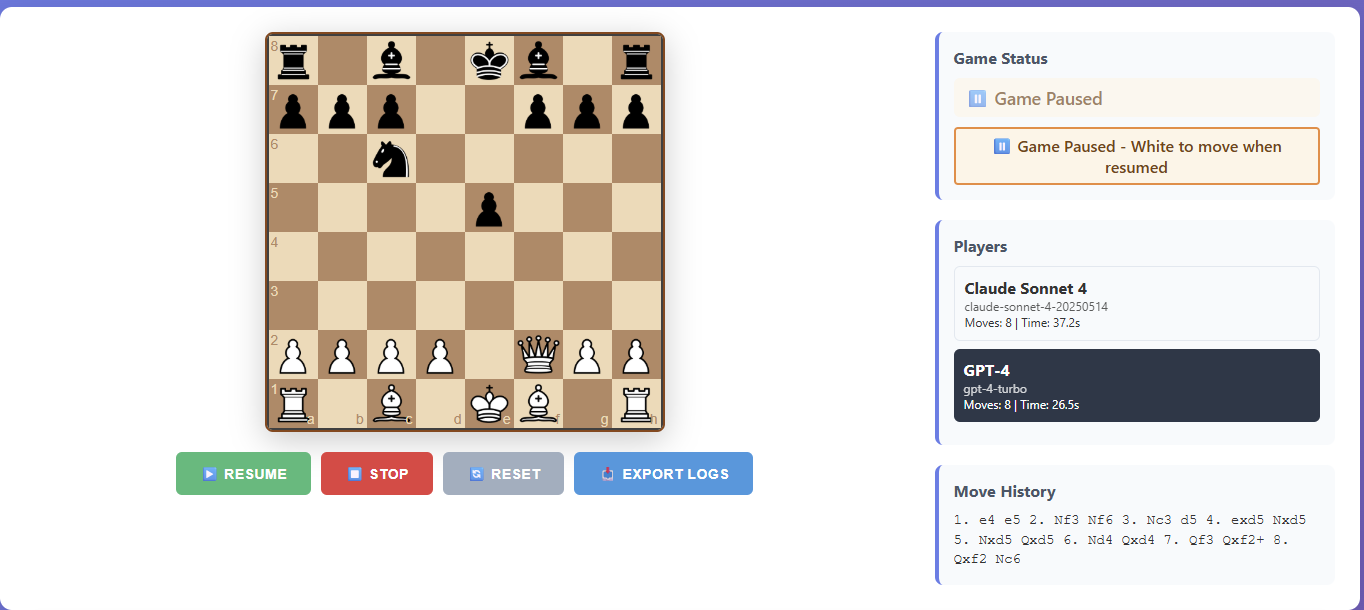 8
7
6
5
4
3
2
1
a b c d e f g h
RESUME
STOP
RESET
EXPORT LOGS
Game Status
Game Paused
Game Paused - White to move when
resumed
Players
Claude Sonnet 4
claude-sonnet-4-20250514
Moves: 8 | Time: 37.2s
GPT-4
gpt-4-turbo
Moves: 8 | Time: 26.5s
Move History
1. e4 e5 2. Nf3 Nf6 3. Nc3 d5 4. exd5 Nxd5
5. Nxd5 Qxd5 6. Nd4 Qxd4 7. Qf3 Qxf2+ 8.
Qxf2 Nc6